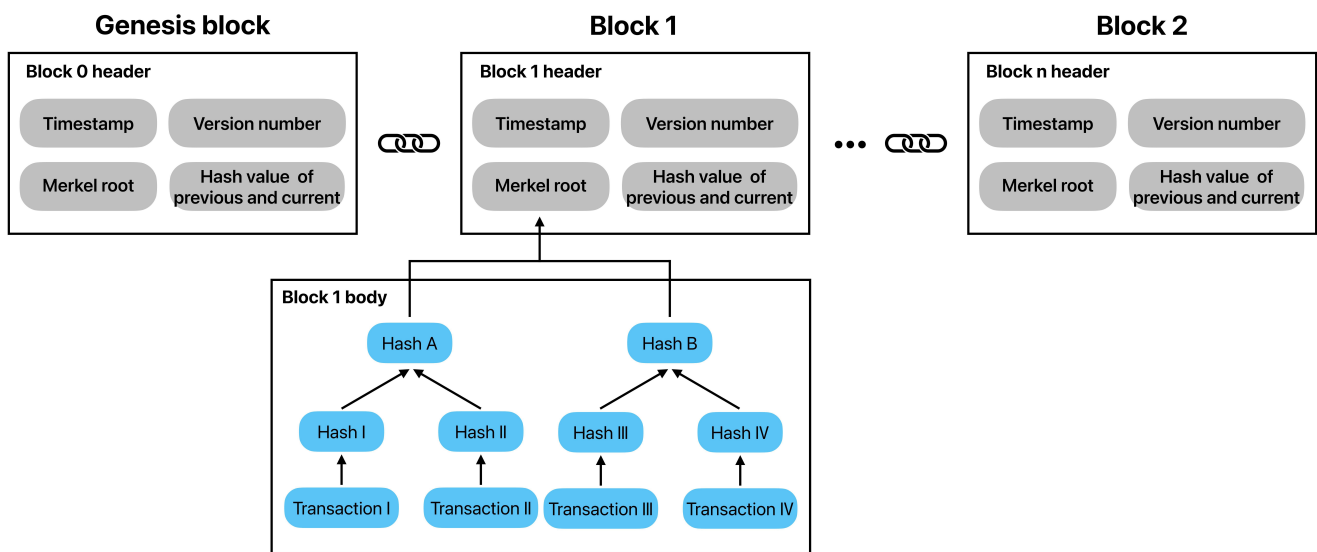 Genesis block
Block 1
Block 2
Block 0 header
Timestamp
Version number
Merkel root
Hash value of
previous and current
Block 1 header
Timestamp
Version number
Merkel root
Hash value of
previous and current
Block n header
Timestamp
Version number
Merkel root
Hash value of
previous and current
Block 1 body
Hash A
Hash B
Hash I
Hash II
Hash III
Hash IV
Transaction I
Transaction II
Transaction III
Transaction IV